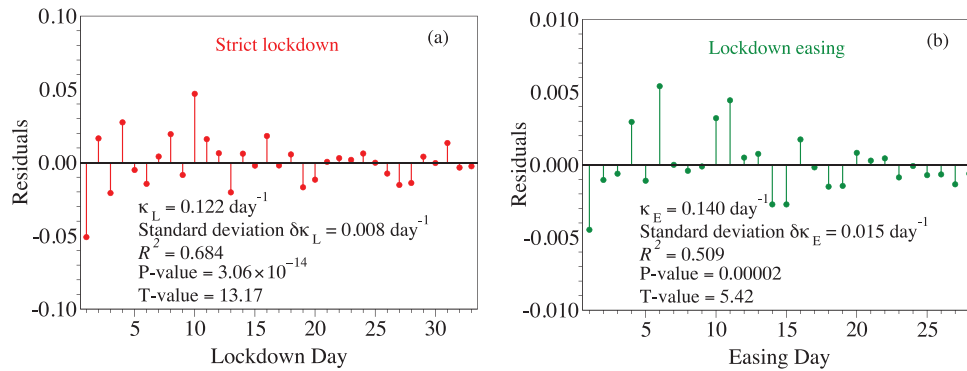 0.10
0.05
0.00
-0.05
-0.10
Residuals
Strict lockdown
(a)
κL = 0.122 day⁻¹
Standard deviation δκL = 0.008 day⁻¹
R² = 0.684
P-value = 3.06×10⁻¹⁴
T-value = 13.17
5 10 15 20 25 30
Lockdown Day
0.010
0.005
0.000
-0.005
-0.010
Residuals
Lockdown easing
(b)
κE = 0.140 day⁻¹
Standard deviation δκE = 0.015 day⁻¹
R² = 0.509
P-value = 0.00002
T-value = 5.42
5 10 15 20 25
Easing Day